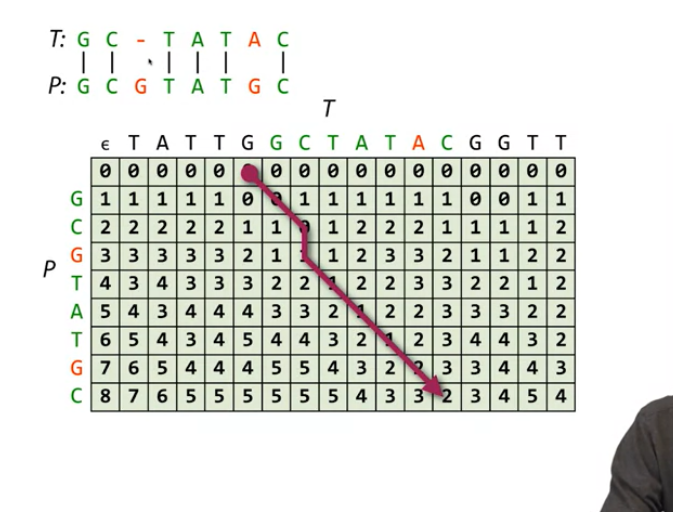 T: G C - T A T A C
| | | | | |
P: G C G T A T G C
T
ϵ T A T T G G C T A T A C G G T T
0 0 0 0 0 0 0 0 0 0 0 0 0 0 0 0
G 1 1 1 1 1 0 0 1 1 1 1 1 1 0 0 1 1
C 2 2 2 2 2 1 1 0 1 2 2 2 1 1 1 1 2
G 3 3 3 3 3 2 1 1 1 2 3 3 2 1 1 2 2
P
T 4 3 4 3 3 3 2 2 1 2 2 3 3 2 2 1 2
A 5 4 3 4 4 4 3 3 2 1 2 2 3 3 3 2 2
T 6 5 4 3 4 5 4 4 3 2 1 2 3 4 4 3 2
G 7 6 5 4 4 4 5 5 4 3 2 2 3 3 4 4 3
C 8 7 6 5 5 5 5 5 5 4 3 3 2 3 4 5 4